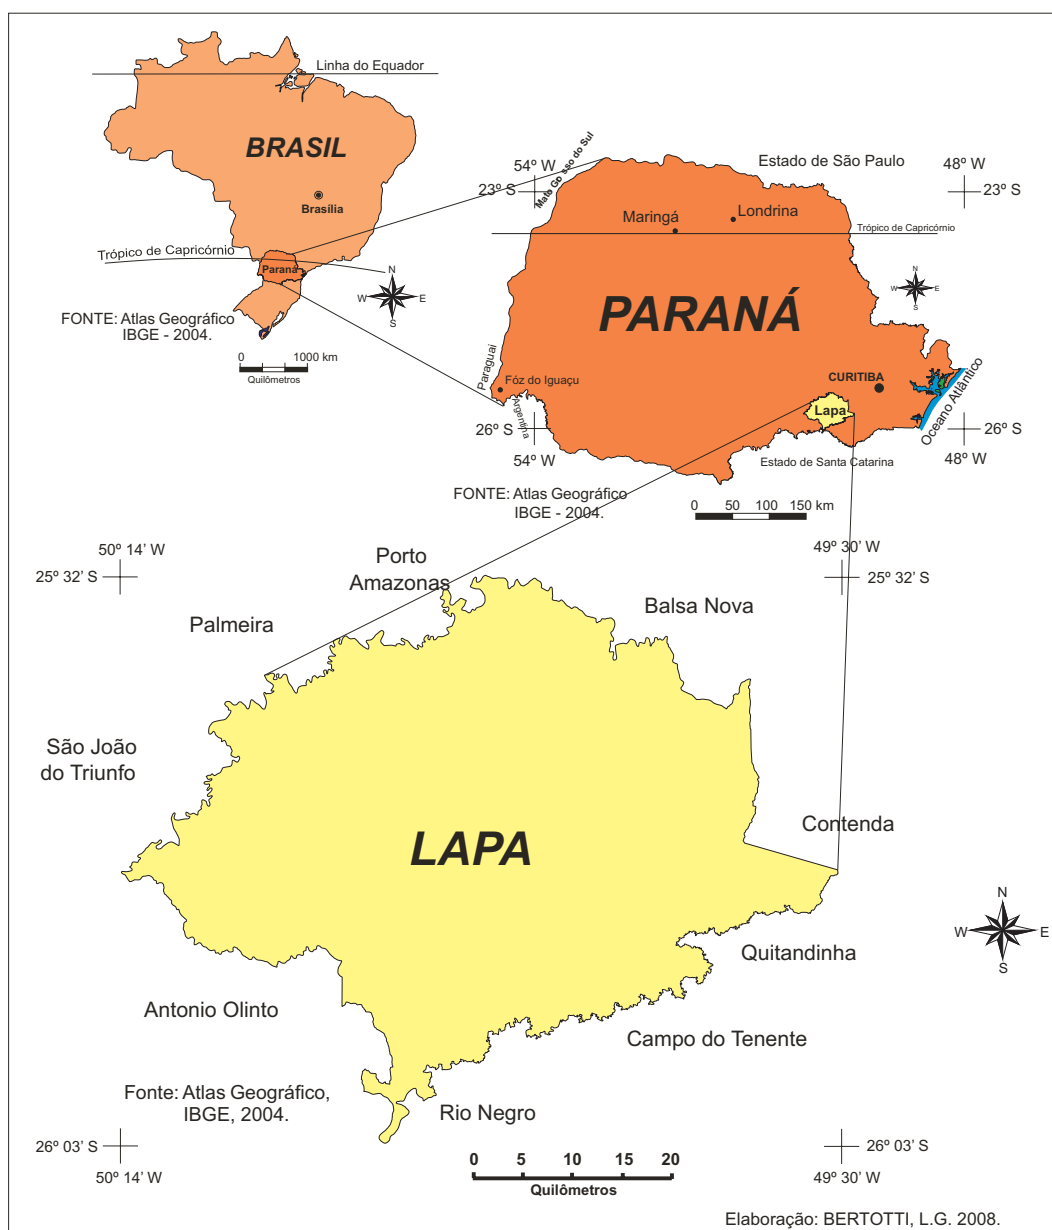 Linha do Equador
BRASIL
Brasília
Trópico de Capricórnio
Paraná
N
W
E
S
FONTE: Atlas Geográfico
IBGE - 2004.
0
1000 km
Quilômetros
54º W
23º S
Mato Go sso do Sul
Estado de São Paulo
48º W
23º S
Maringá
Londrina
Trópico de Capricórnio
N
W
E
S
PARANÁ
Paraguai
Fóz do Iguaçu
Argentina
CURITIBA
Lapa
Oceano Atlântico
26º S
54º W
26º S
48º W
Estado de Santa Catarina
FONTE: Atlas Geográfico
IBGE - 2004.
0 50 100 150 km
50º 14’ W
25º 32’ S
49º 30’ W
25º 32’ S
Porto
Amazonas
Palmeira
Balsa Nova
São João
do Triunfo
LAPA
Contenda
N
W
E
S
Quitandinha
Antonio Olinto
Campo do Tenente
Fonte: Atlas Geográfico,
IBGE, 2004.
Rio Negro
26º 03’ S
50º 14’ W
26º 03’ S
49º 30’ W
0 5 10 15 20
Quilômetros
Elaboração: BERTOTTI, L.G. 2008.